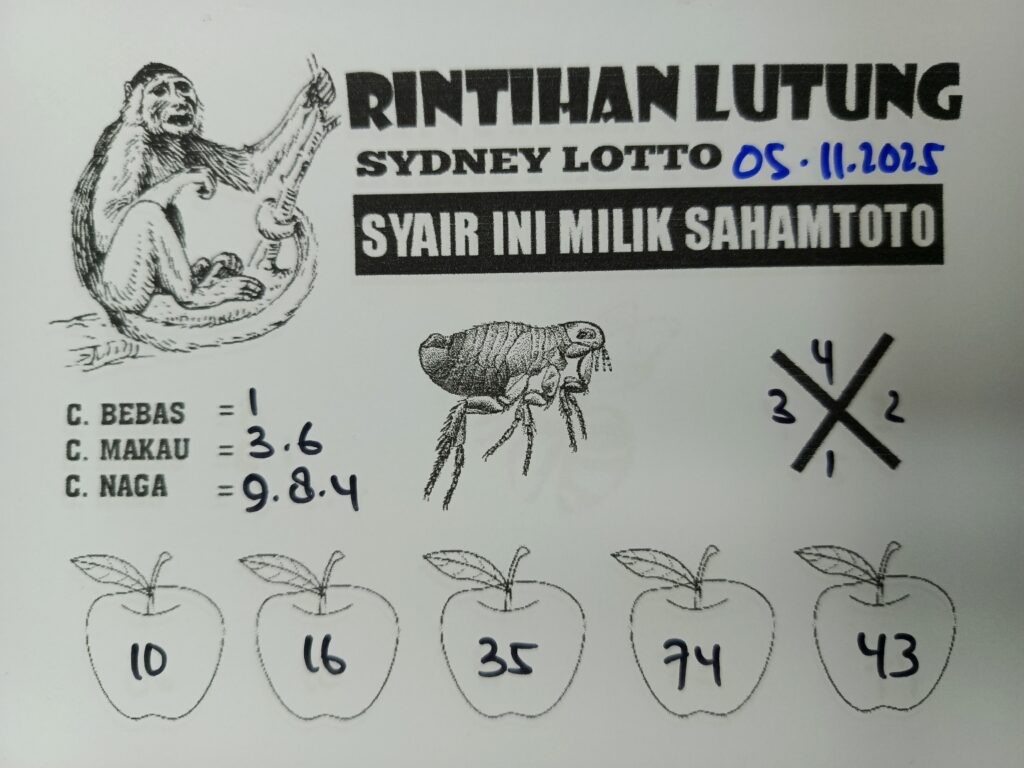 RINTIHAN LUTUNG
SYDNEY LOTTO 05.11.2025
SYAIR INI MILIK SAHAMTOTO
C. BEBAS = 1
C. MAKAU = 3.6
C. NAGA = 9.8.4
4
3 2
1
10 16 35 74 43